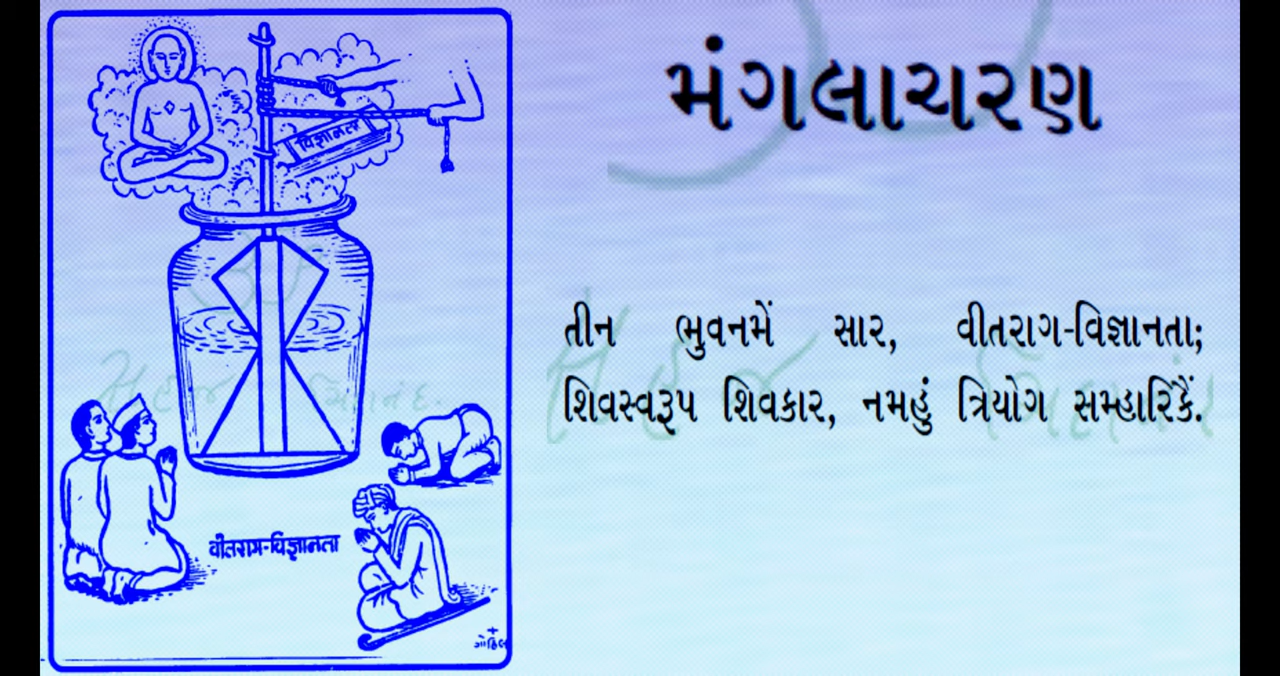 મંગલાચરણ
विज्ञानता
તીન ભુવનમેં સાર, વીતરાગ-વિજ્ઞાનતા;
શિવસ્વરૂપ શિવકાર, નમહું ત્રિયોગ સમ્હારિકૈં.
वीतराग-विज्ञानता
ગોહિલ